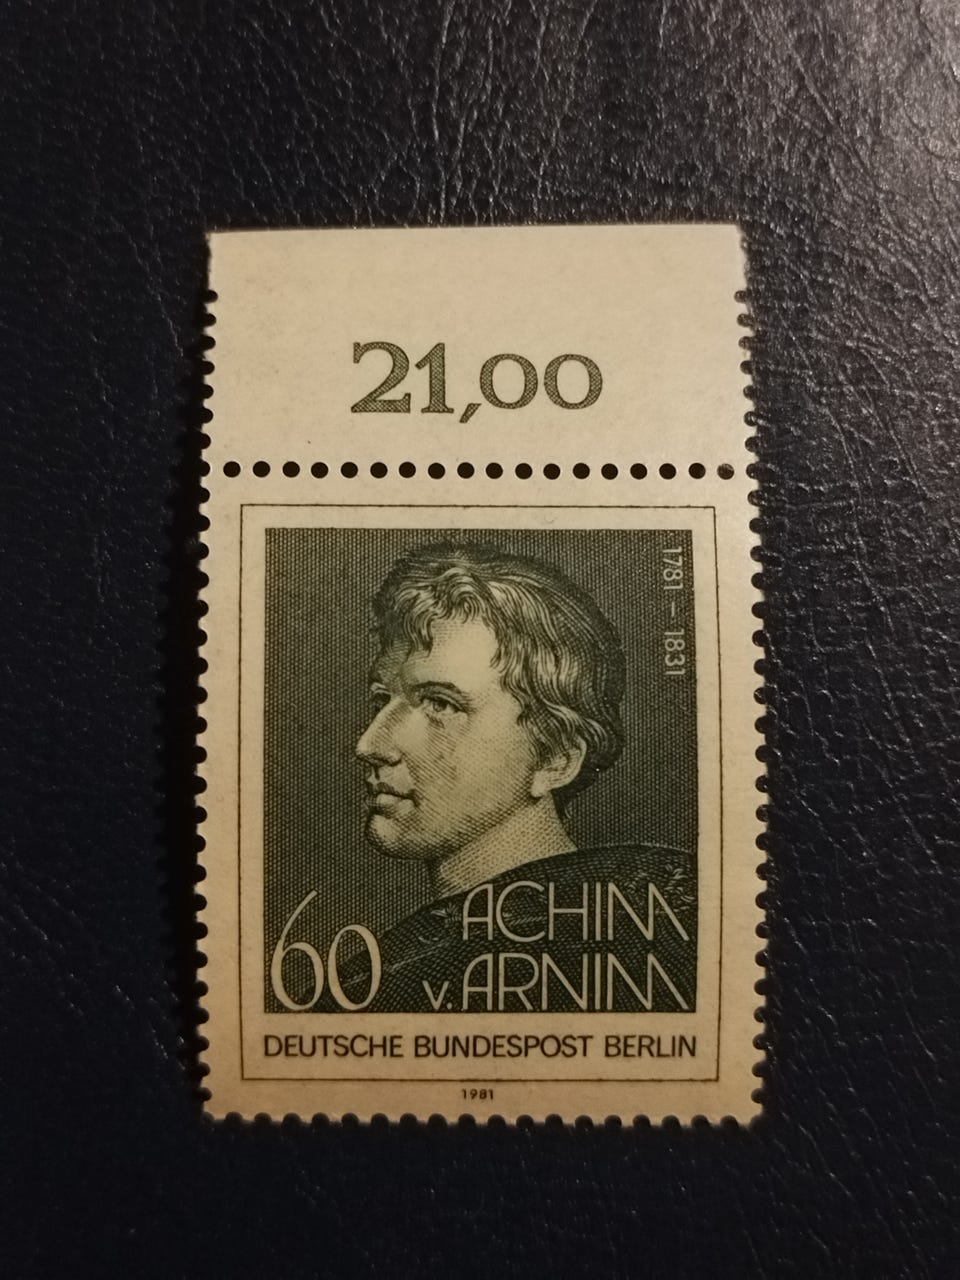 21,00
1781 – 1831
60
ACHIM
v. ARNIM
DEUTSCHE BUNDESPOST BERLIN
1981